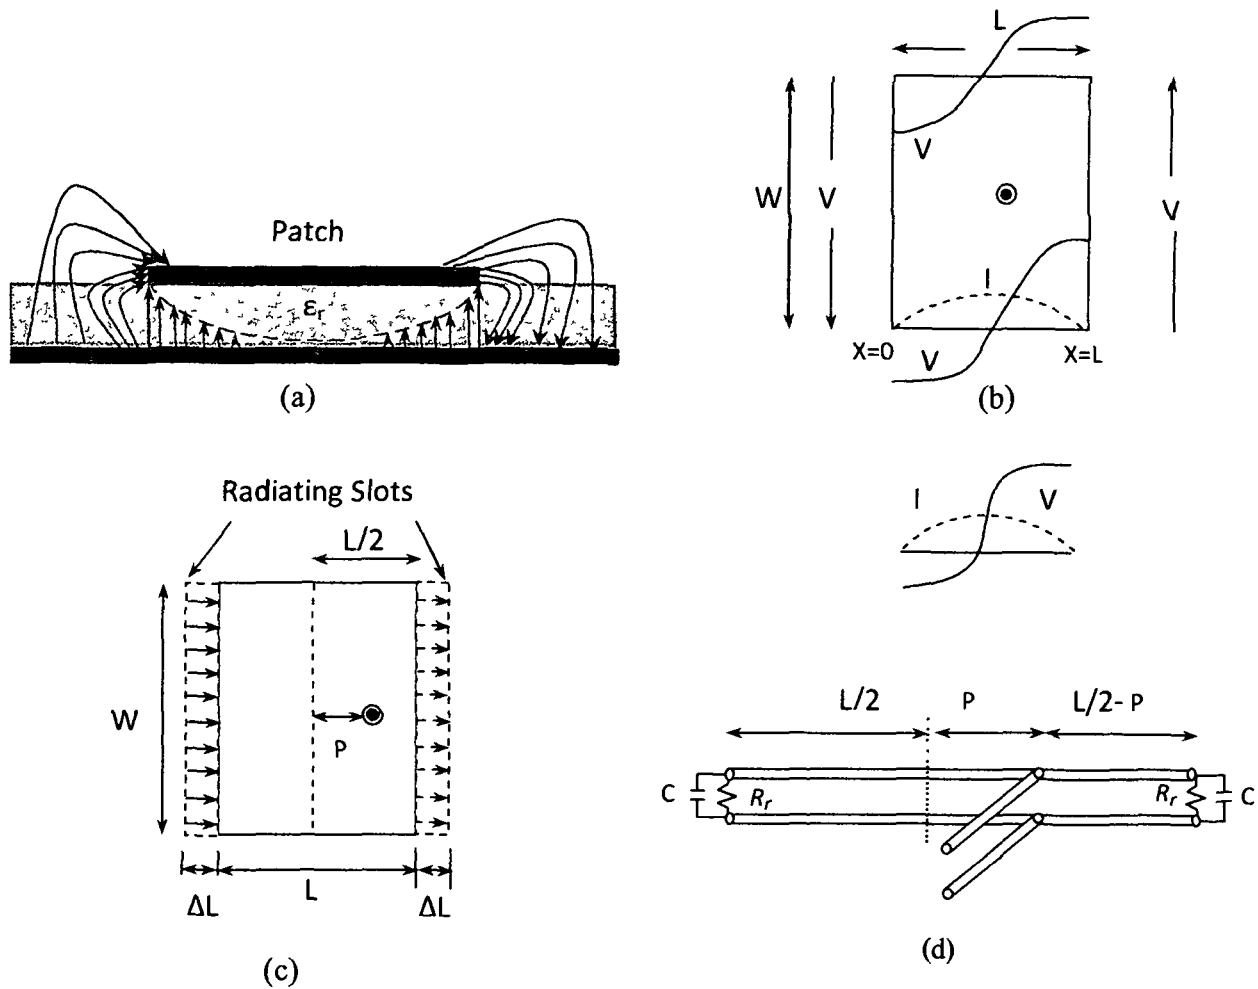 Patch
εr
(a)
L
V
W
V
V
I
V
X=0
X=L
(b)
Radiating Slots
L/2
W
P
ΔL
L
ΔL
(c)
I
V
L/2
P
L/2- P
C
Rr
Rr
C
(d)